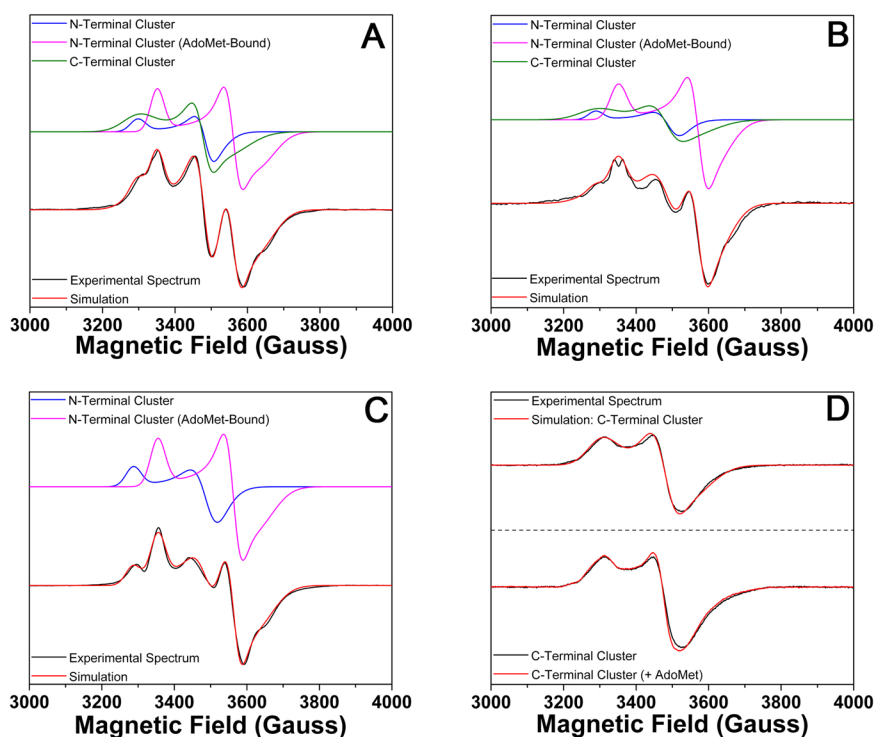 N-Terminal Cluster
N-Terminal Cluster (AdoMet-Bound)
C-Terminal Cluster
A
Experimental Spectrum
Simulation
3000 3200 3400 3600 3800 4000
Magnetic Field (Gauss)
N-Terminal Cluster
N-Terminal Cluster (AdoMet-Bound)
C-Terminal Cluster
B
Experimental Spectrum
Simulation
3000 3200 3400 3600 3800 4000
Magnetic Field (Gauss)
N-Terminal Cluster
N-Terminal Cluster (AdoMet-Bound)
C
Experimental Spectrum
Simulation
3000 3200 3400 3600 3800 4000
Magnetic Field (Gauss)
Experimental Spectrum
Simulation: C-Terminal Cluster
D
C-Terminal Cluster
C-Terminal Cluster (+ AdoMet)
3000 3200 3400 3600 3800 4000
Magnetic Field (Gauss)